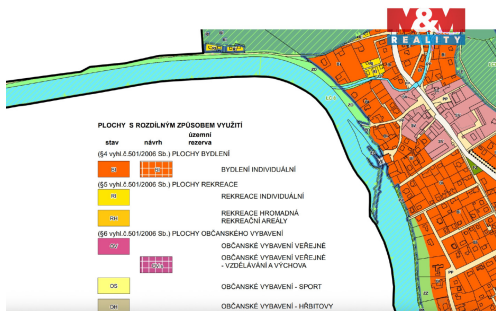 M&M
REALITY
PLOCHY S ROZDÍLNÝM ZPŮSOBEM VYUŽITÍ
stav návrh územní rezerva
(§4 vyhl.č.501/2006 Sb.) PLOCHY BYDLENÍ
BI BYDLENÍ INDIVIDUÁLNÍ
(§5 vyhl.č.501/2006 Sb.) PLOCHY REKREACE
RI REKREACE INDIVIDUÁLNÍ
RH REKREACE HROMADNÁ
REKREAČNÍ AREÁLY
(§6 vyhl.č.501/2006 Sb.) PLOCHY OBČANSKÉHO VYBAVENÍ
OV OBČANSKÉ VYBAVENÍ VEŘEJNÉ
OBČANSKÉ VYBAVENÍ VEŘEJNÉ
- VZDĚLÁVÁNÍ A VÝCHOVA
OS OBČANSKÉ VYBAVENÍ - SPORT
OH OBČANSKÉ VYBAVENÍ - HŘBITOVY